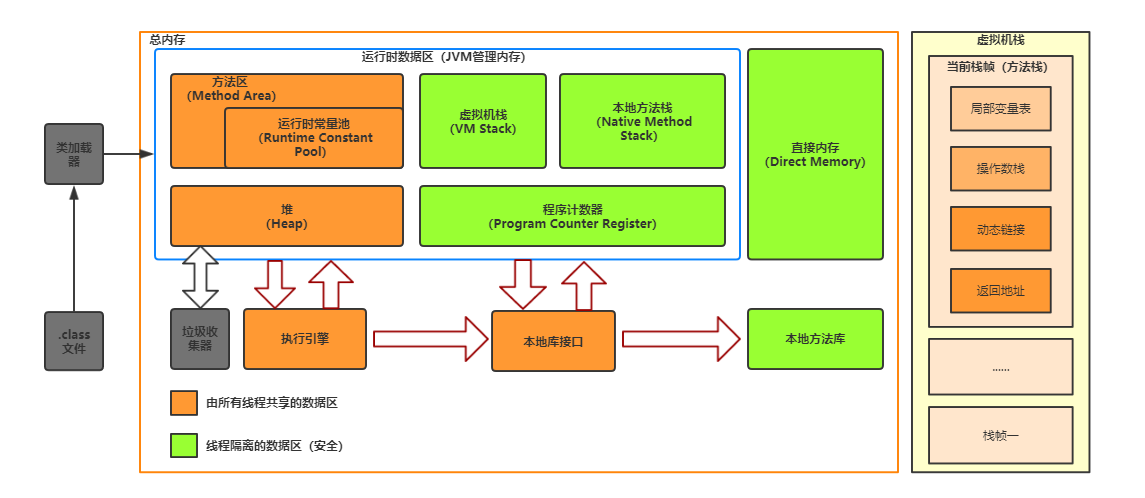 总内存
运行时数据区（JVM管理内存）
方法区
（Method Area）
运行时常量池
（Runtime Constant
Pool）
虚拟机栈
（VM Stack）
本地方法栈
（Native Method
Stack）
直接内存
（Direct Memory）
堆
（Heap）
程序计数器
（Program Counter Register）
类加载
器
.class
文件
垃圾收
集器
执行引擎
本地库接口
本地方法库
由所有线程共享的数据区
线程隔离的数据区（安全）
虚拟机栈
当前栈帧（方法栈）
局部变量表
操作数栈
动态链接
返回地址
......
栈帧一